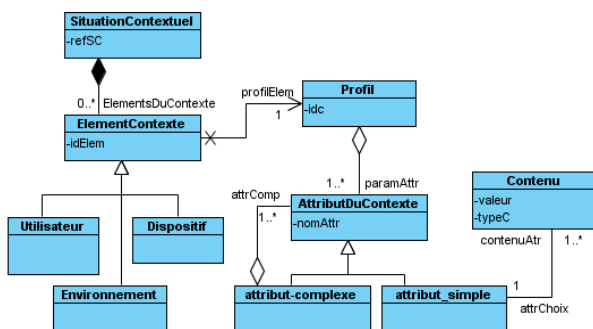 SituationContextuel
-refSC
0..* ElementsDuContexte
profilElem
1
Profil
-idc
ElementContexte
-idElem
1..* paramAttr
attrComp
1..*
AttributDuContexte
-nomAttr
Contenu
-valeur
-typeC
contenuAtr 1..*
Utilisateur
Dispositif
Environnement
attribut-complexe
attribut_simple
1
attrChoix